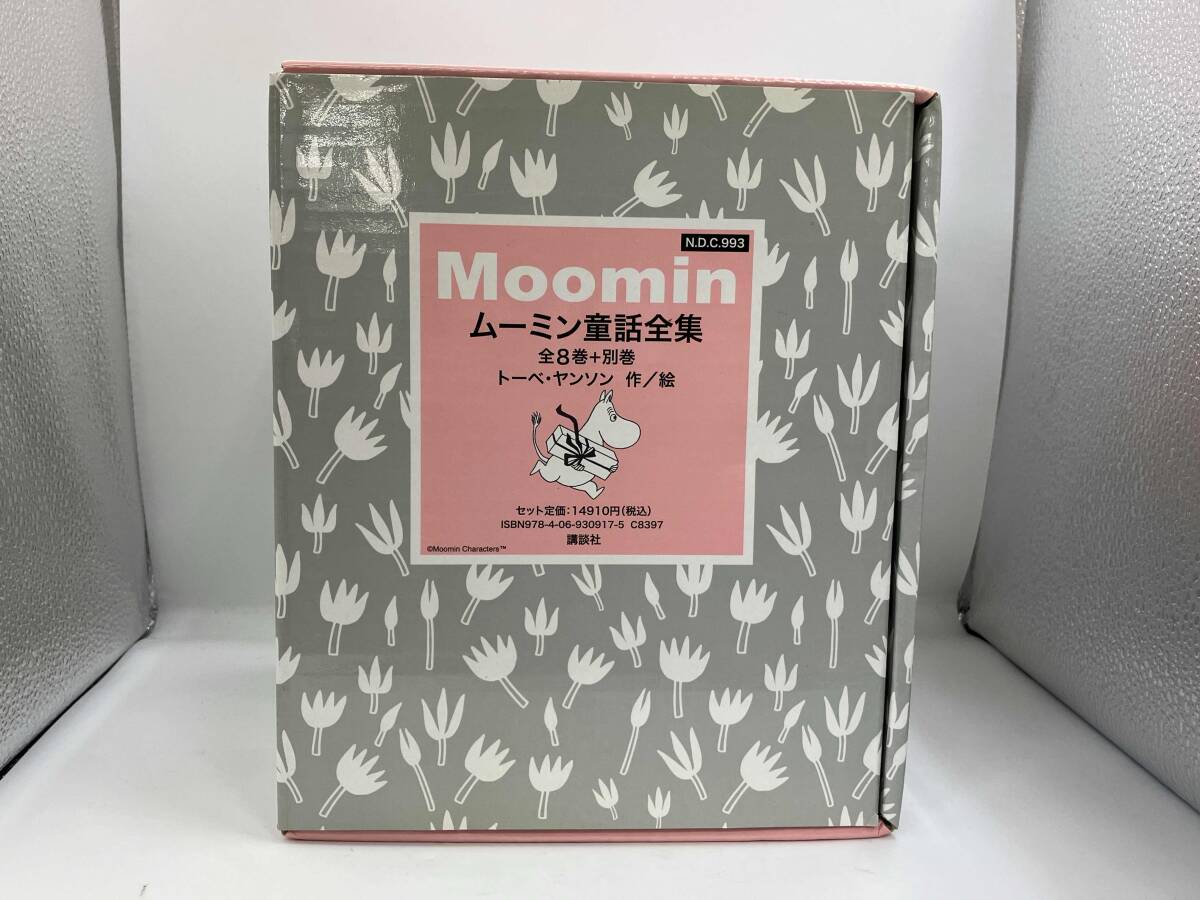 N.D.C.993
Moomin
ムーミン童話全集
全8巻+別巻
トーベ・ヤンソン 作/絵
セット定価:14910円(税込)
ISBN978-4-06-930917-5 C8397
講談社
©Moomin Characters™